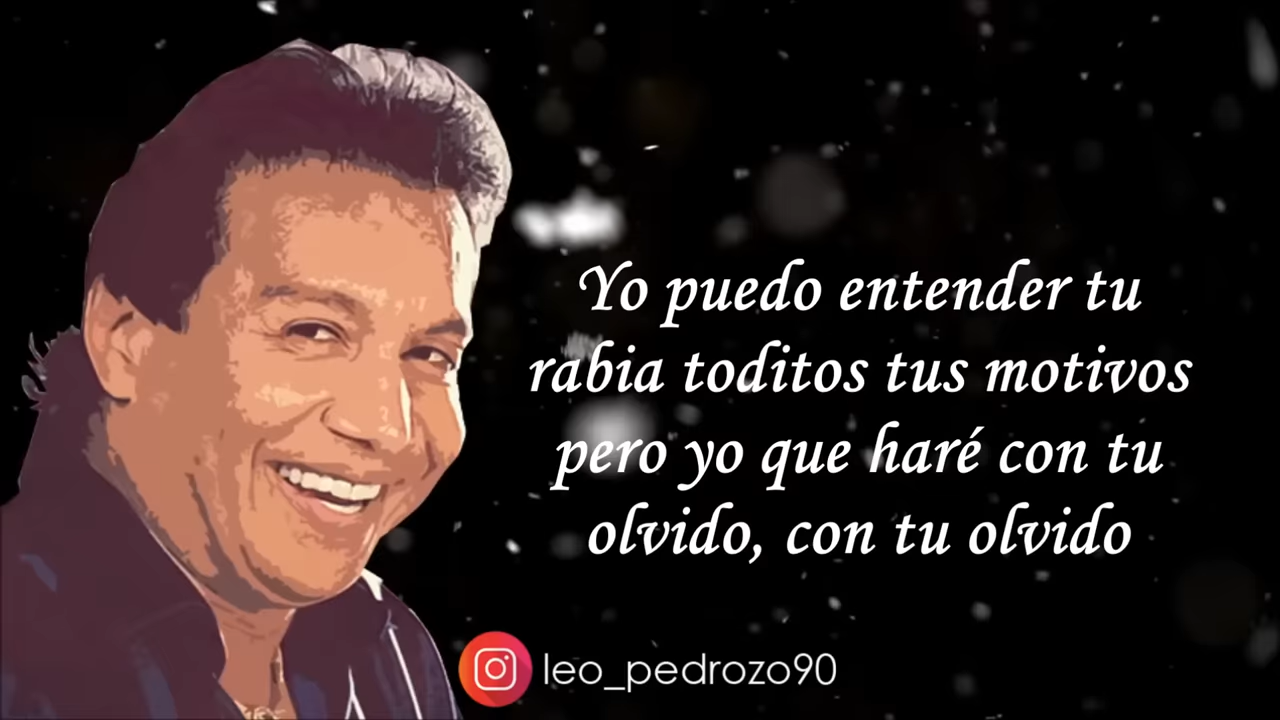 Yo puedo entender tu
rabia toditos tus motivos
pero yo que haré con tu
olvido, con tu olvido
leo_pedrozo90